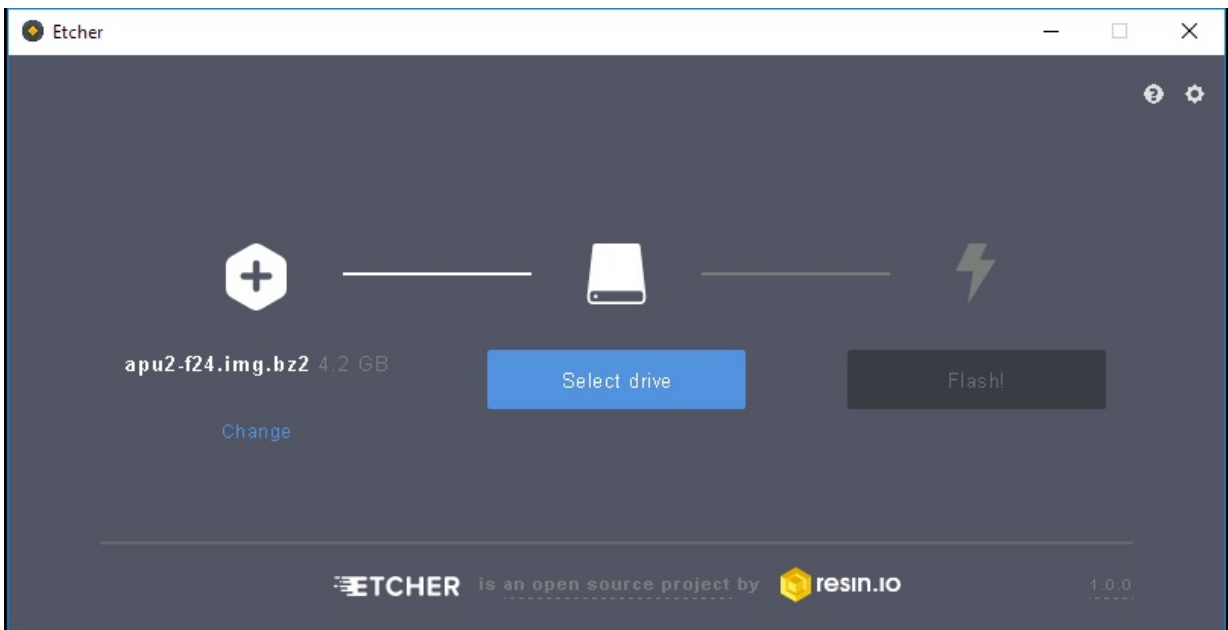 Etcher
apu2-f24.img.bz2 4.2 GB
Select drive
Flash!
Change
ETCHER is an open source project by resin.io
1.0.0